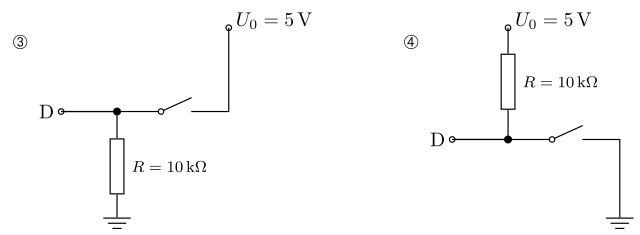 ③
U₀ = 5 V
D
R = 10 kΩ
④
U₀ = 5 V
R = 10 kΩ
D